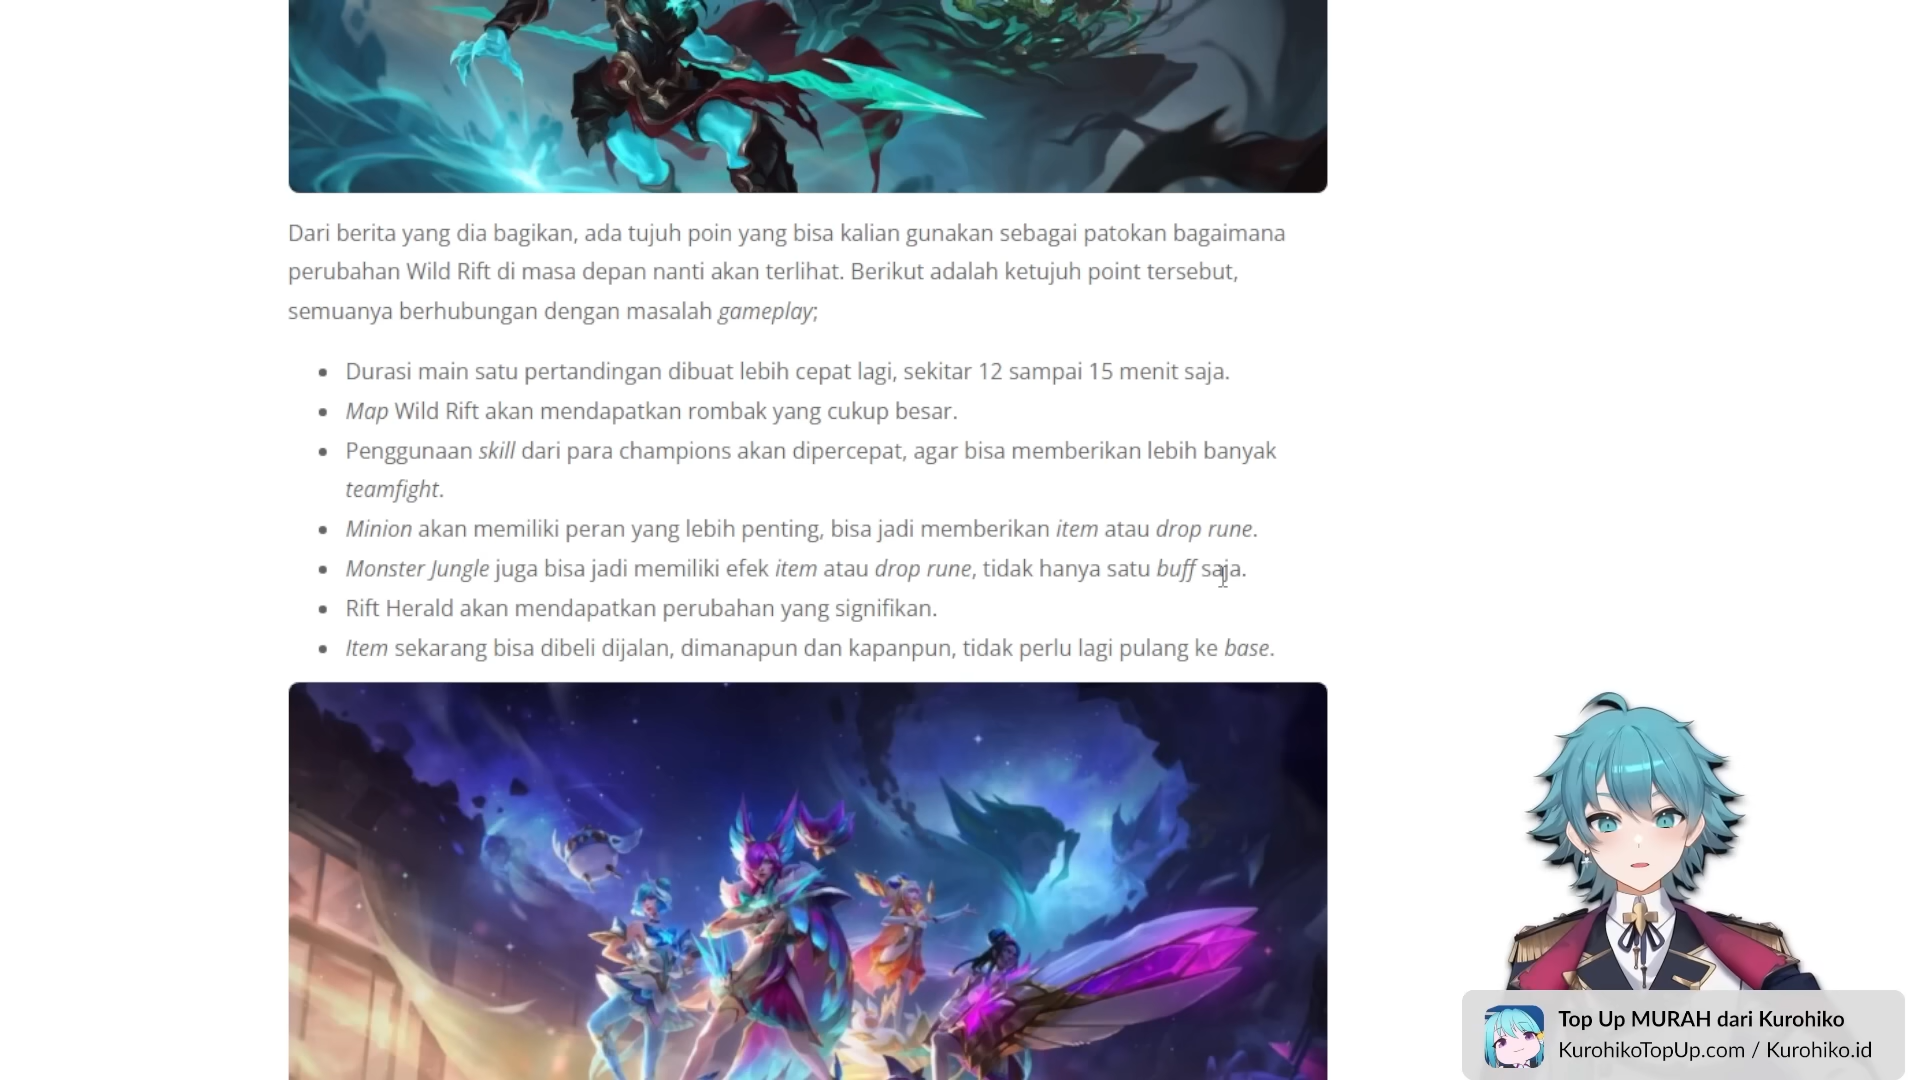 Dari berita yang dia bagikan, ada tujuh poin yang bisa kalian gunakan sebagai patokan bagaimana
perubahan Wild Rift di masa depan nanti akan terlihat. Berikut adalah ketujuh point tersebut,
semuanya berhubungan dengan masalah gameplay;
• Durasi main satu pertandingan dibuat lebih cepat lagi, sekitar 12 sampai 15 menit saja.
• Map Wild Rift akan mendapatkan rombak yang cukup besar.
• Penggunaan skill dari para champions akan dipercepat, agar bisa memberikan lebih banyak
teamfight.
• Minion akan memiliki peran yang lebih penting, bisa jadi memberikan item atau drop rune.
• Monster Jungle juga bisa jadi memiliki efek item atau drop rune, tidak hanya satu buff saja.
• Rift Herald akan mendapatkan perubahan yang signifikan.
• Item sekarang bisa dibeli dijalan, dimanapun dan kapanpun, tidak perlu lagi pulang ke base.
Top Up MURAH dari Kurohiko
KurohikoTopUp.com / Kurohiko.id